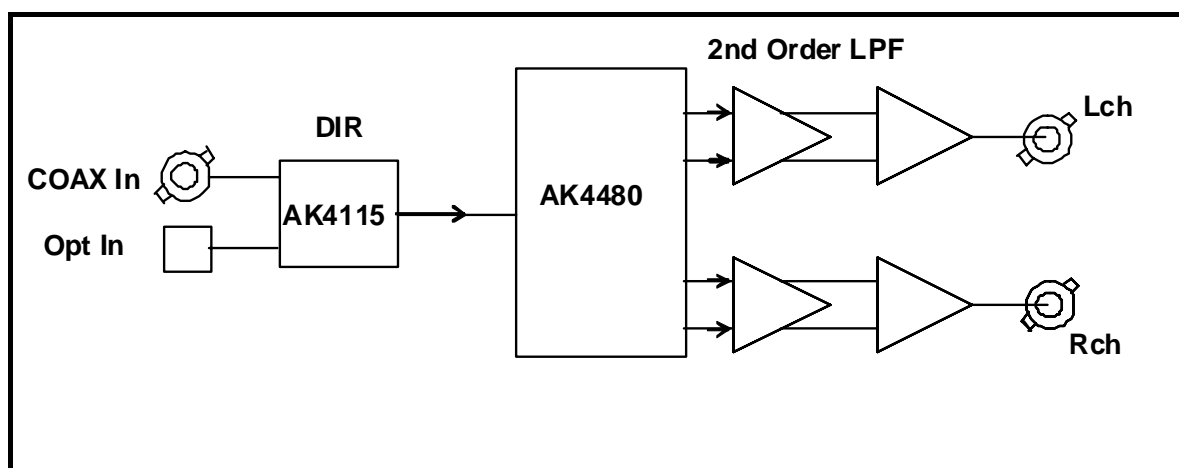 2nd Order LPF
Lch
DIR
COAX In
AK4115
AK4480
Opt In
Rch